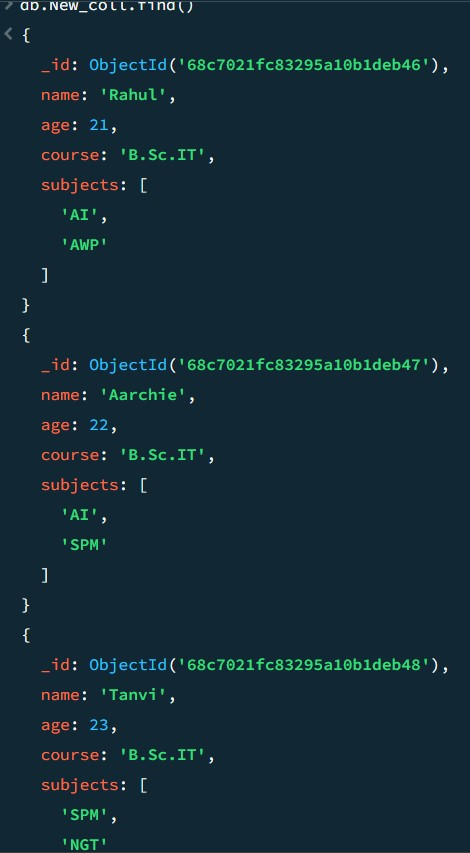 > db.New_coll.find()
< {
_id: ObjectId('68c7021fc83295a10b1deb46'),
name: 'Rahul',
age: 21,
course: 'B.Sc.IT',
subjects: [
'AI',
'AWP'
]
}
{
_id: ObjectId('68c7021fc83295a10b1deb47'),
name: 'Aarchie',
age: 22,
course: 'B.Sc.IT',
subjects: [
'AI',
'SPM'
]
}
{
_id: ObjectId('68c7021fc83295a10b1deb48'),
name: 'Tanvi',
age: 23,
course: 'B.Sc.IT',
subjects: [
'SPM',
'NGT'